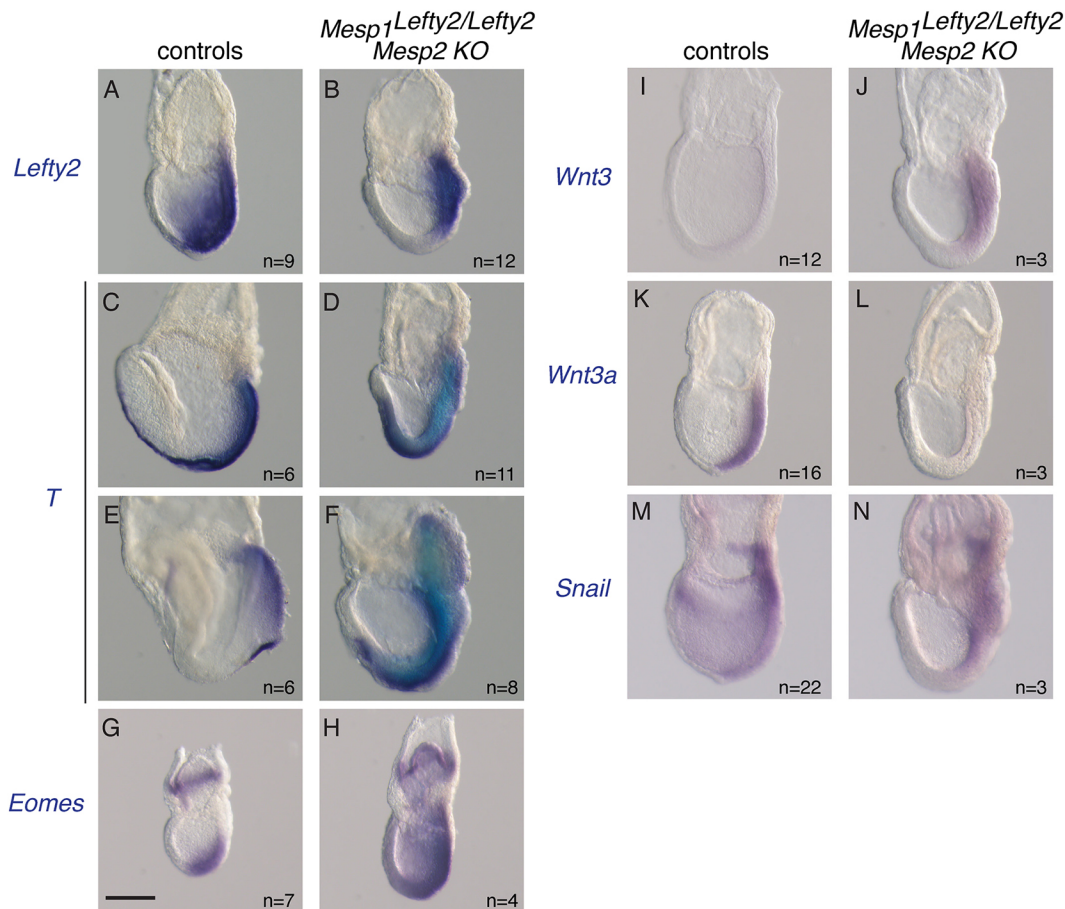 controls
Mesp1Lefty2/Lefty2
Mesp2 KO
Lefty2
A
n=9
B
n=12
T
C
n=6
D
n=11
E
n=6
F
n=8
Eomes
G
n=7
H
n=4
controls
Mesp1Lefty2/Lefty2
Mesp2 KO
Wnt3
I
n=12
J
n=3
Wnt3a
K
n=16
L
n=3
Snail
M
n=22
N
n=3